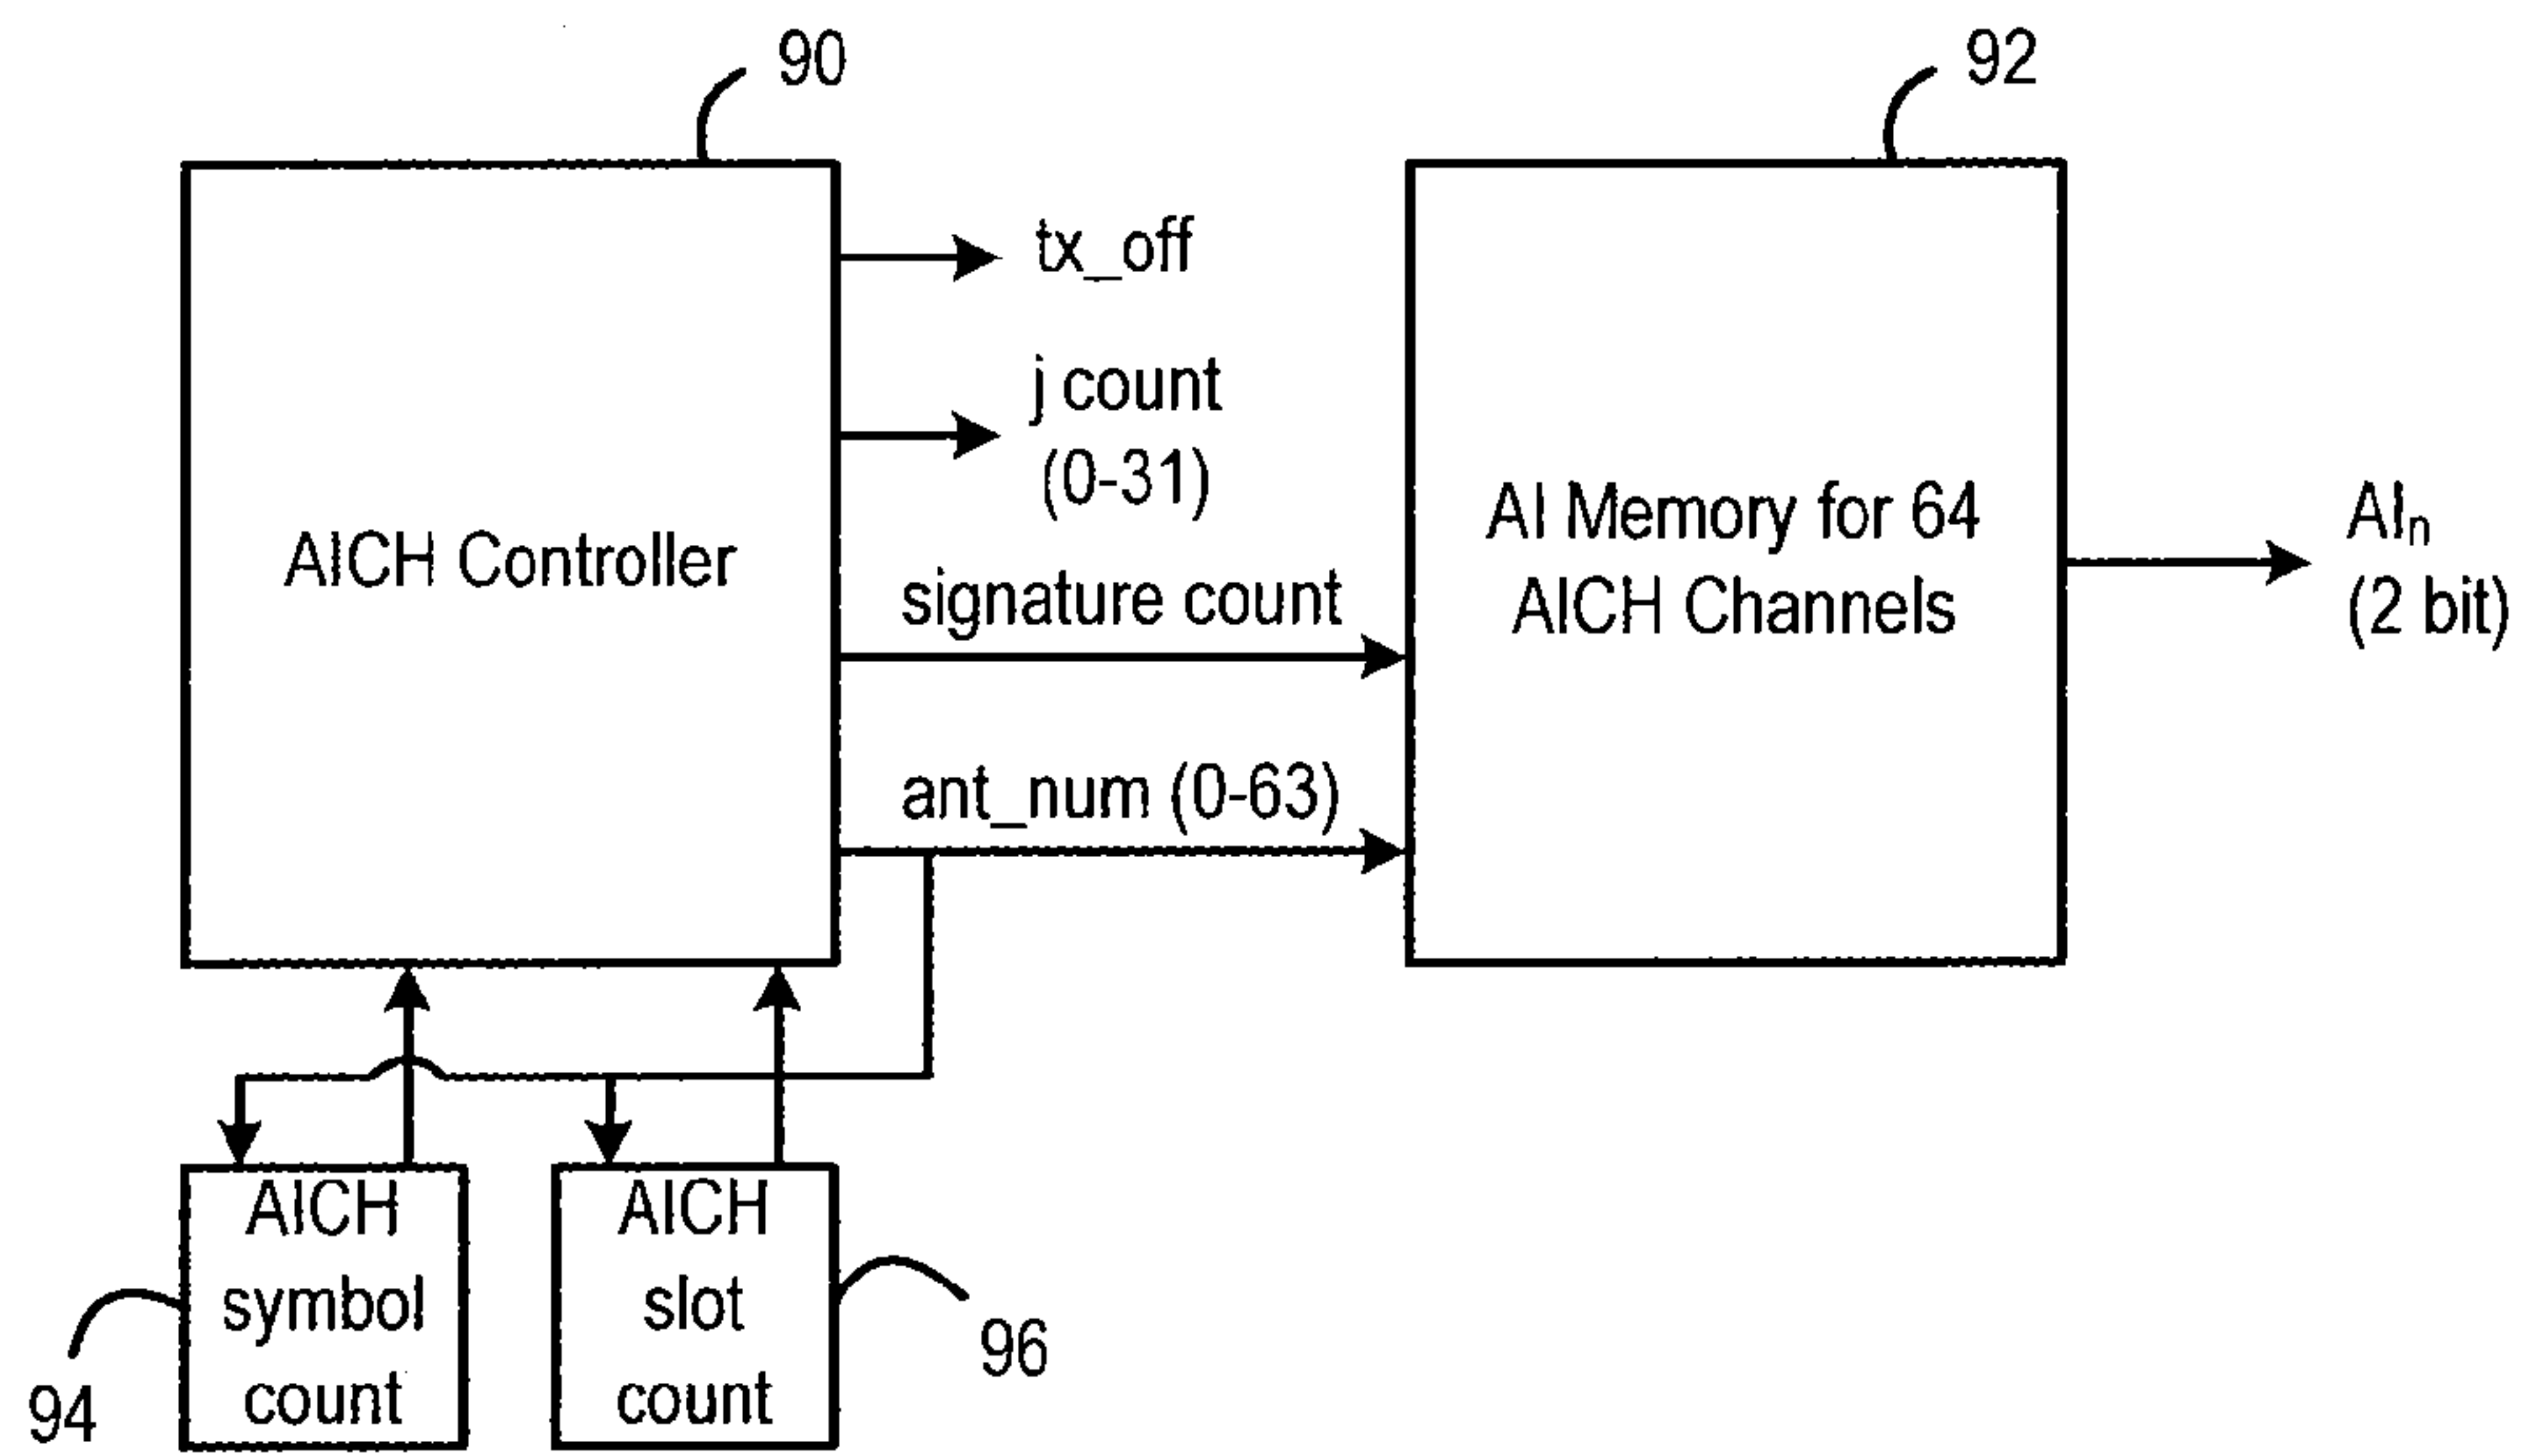 90
92
tx_off
j count
(0-31)
AICH Controller
signature count
ant_num (0-63)
AI Memory for 64
AICH Channels
AIn
(2 bit)
AICH
symbol
count
94
AICH
slot
count
96